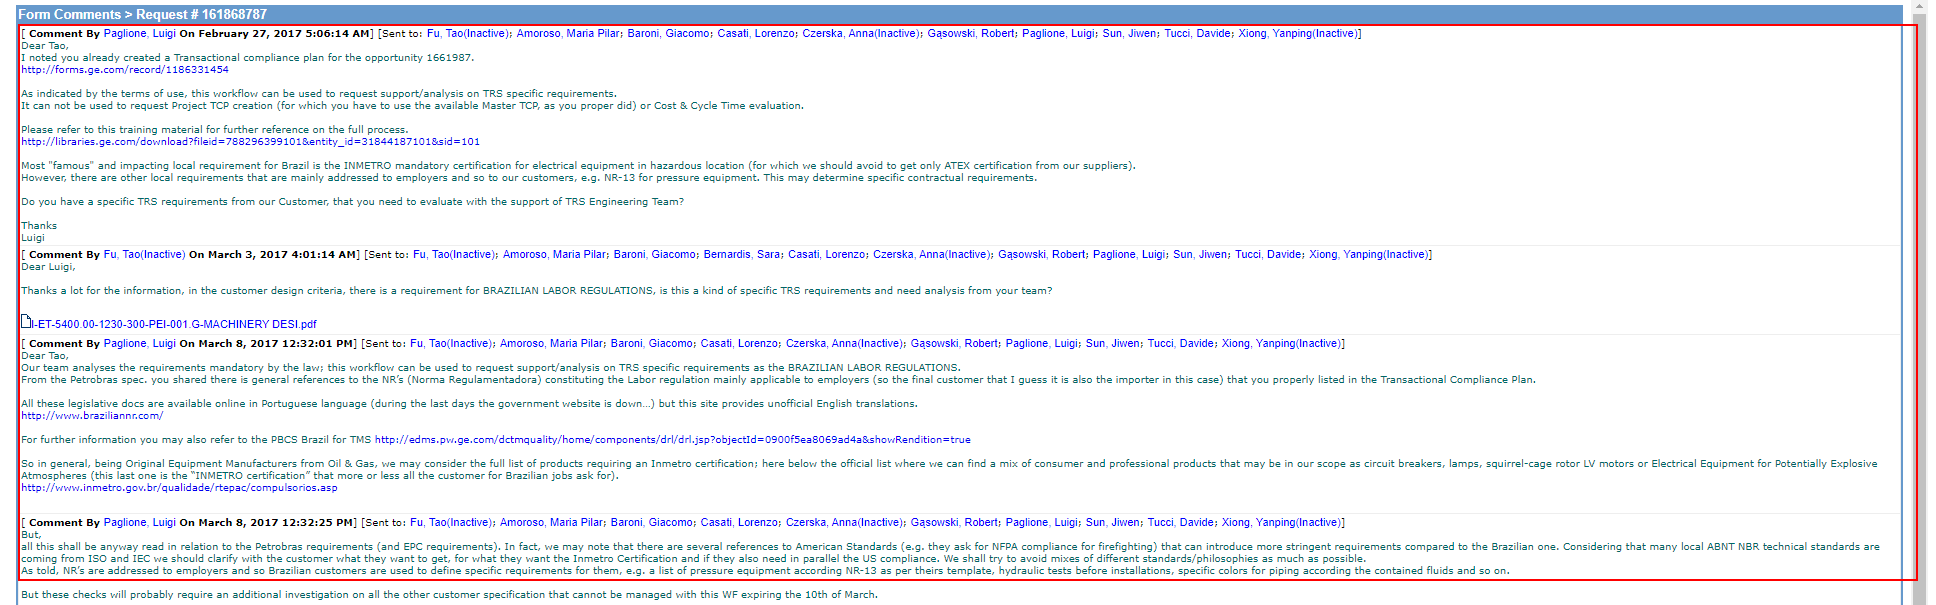 Form Comments > Request # 161868787
[ Comment By Paglione, Luigi On February 27, 2017 5:06:14 AM] [Sent to: Fu, Tao(Inactive); Amoroso, Maria Pilar; Baroni, Giacomo; Casati, Lorenzo; Czerska, Anna(Inactive); Gąsowski, Robert; Paglione, Luigi; Sun, Jiwen; Tucci, Davide; Xiong, Yanping(Inactive)]
Dear Tao,
I noted you already created a Transactional compliance plan for the opportunity 1661987.
http://forms.ge.com/record/1186331454
As indicated by the terms of use, this workflow can be used to request support/analysis on TRS specific requirements.
It can not be used to request Project TCP creation (for which you have to use the available Master TCP, as you proper did) or Cost & Cycle Time evaluation.
Please refer to this training material for further reference on the full process.
http://libraries.ge.com/download?fileid=788296399101&entity_id=31844187101&sid=101
Most "famous" and impacting local requirement for Brazil is the INMETRO mandatory certification for electrical equipment in hazardous location (for which we should avoid to get only ATEX certification from our suppliers).
However, there are other local requirements that are mainly addressed to employers and so to our customers, e.g. NR-13 for pressure equipment. This may determine specific contractual requirements.
Do you have a specific TRS requirements from our Customer, that you need to evaluate with the support of TRS Engineering Team?
Thanks
Luigi
[ Comment By Fu, Tao(Inactive) On March 3, 2017 4:01:14 AM] [Sent to: Fu, Tao(Inactive); Amoroso, Maria Pilar; Baroni, Giacomo; Bernardis, Sara; Casati, Lorenzo; Czerska, Anna(Inactive); Gąsowski, Robert; Paglione, Luigi; Sun, Jiwen; Tucci, Davide; Xiong, Yanping(Inactive)]
Dear Luigi,
Thanks a lot for the information, in the customer design criteria, there is a requirement for BRAZILIAN LABOR REGULATIONS, is this a kind of specific TRS requirements and need analysis from your team?
I-ET-5400.00-1230-300-PEI-001.G-MACHINERY DESI.pdf
[ Comment By Paglione, Luigi On March 8, 2017 12:32:01 PM] [Sent to: Fu, Tao(Inactive); Amoroso, Maria Pilar; Baroni, Giacomo; Casati, Lorenzo; Czerska, Anna(Inactive); Gąsowski, Robert; Paglione, Luigi; Sun, Jiwen; Tucci, Davide; Xiong, Yanping(Inactive)]
Dear Tao,
Our team analyses the requirements mandatory by the law; this workflow can be used to request support/analysis on TRS specific requirements as the BRAZILIAN LABOR REGULATIONS.
From the Petrobras spec. you shared there is general references to the NR's (Norma Regulamentadora) constituting the Labor regulation mainly applicable to employers (so the final customer that I guess it is also the importer in this case) that you properly listed in the Transactional Compliance Plan.
All these legislative docs are available online in Portuguese language (during the last days the government website is down...) but this site provides unofficial English translations.
http://www.braziliannr.com/
For further information you may also refer to the PBCS Brazil for TMS http://edms.pw.ge.com/dctmquality/home/components/drl/drl.jsp?objectId=0900f5ea8069ad4a&showRendition=true
So in general, being Original Equipment Manufacturers from Oil & Gas, we may consider the full list of products requiring an Inmetro certification; here below the official list where we can find a mix of consumer and professional products that may be in our scope as circuit breakers, lamps, squirrel-cage rotor LV motors or Electrical Equipment for Potentially Explosive
Atmospheres (this last one is the “INMETRO certification” that more or less all the customer for Brazilian jobs ask for).
http://www.inmetro.gov.br/qualidade/rtepac/compulsorios.asp
[ Comment By Paglione, Luigi On March 8, 2017 12:32:25 PM] [Sent to: Fu, Tao(Inactive); Amoroso, Maria Pilar; Baroni, Giacomo; Casati, Lorenzo; Czerska, Anna(Inactive); Gąsowski, Robert; Paglione, Luigi; Sun, Jiwen; Tucci, Davide; Xiong, Yanping(Inactive)]
But,
all this shall be anyway read in relation to the Petrobras requirements (and EPC requirements). In fact, we may note that there are several references to American Standards (e.g. they ask for NFPA compliance for firefighting) that can introduce more stringent requirements compared to the Brazilian one. Considering that many local ABNT NBR technical standards are
coming from ISO and IEC we should clarify with the customer what they want to get, for what they want the Inmetro Certification and if they also need in parallel the US compliance. We shall try to avoid mixes of different standards/philosophies as much as possible.
As told, NR's are addressed to employers and so Brazilian customers are used to define specific requirements for them, e.g. a list of pressure equipment according NR-13 as per theirs template, hydraulic tests before installations, specific colors for piping according the contained fluids and so on.
But these checks will probably require an additional investigation on all the other customer specification that cannot be managed with this WF expiring the 10th of March.